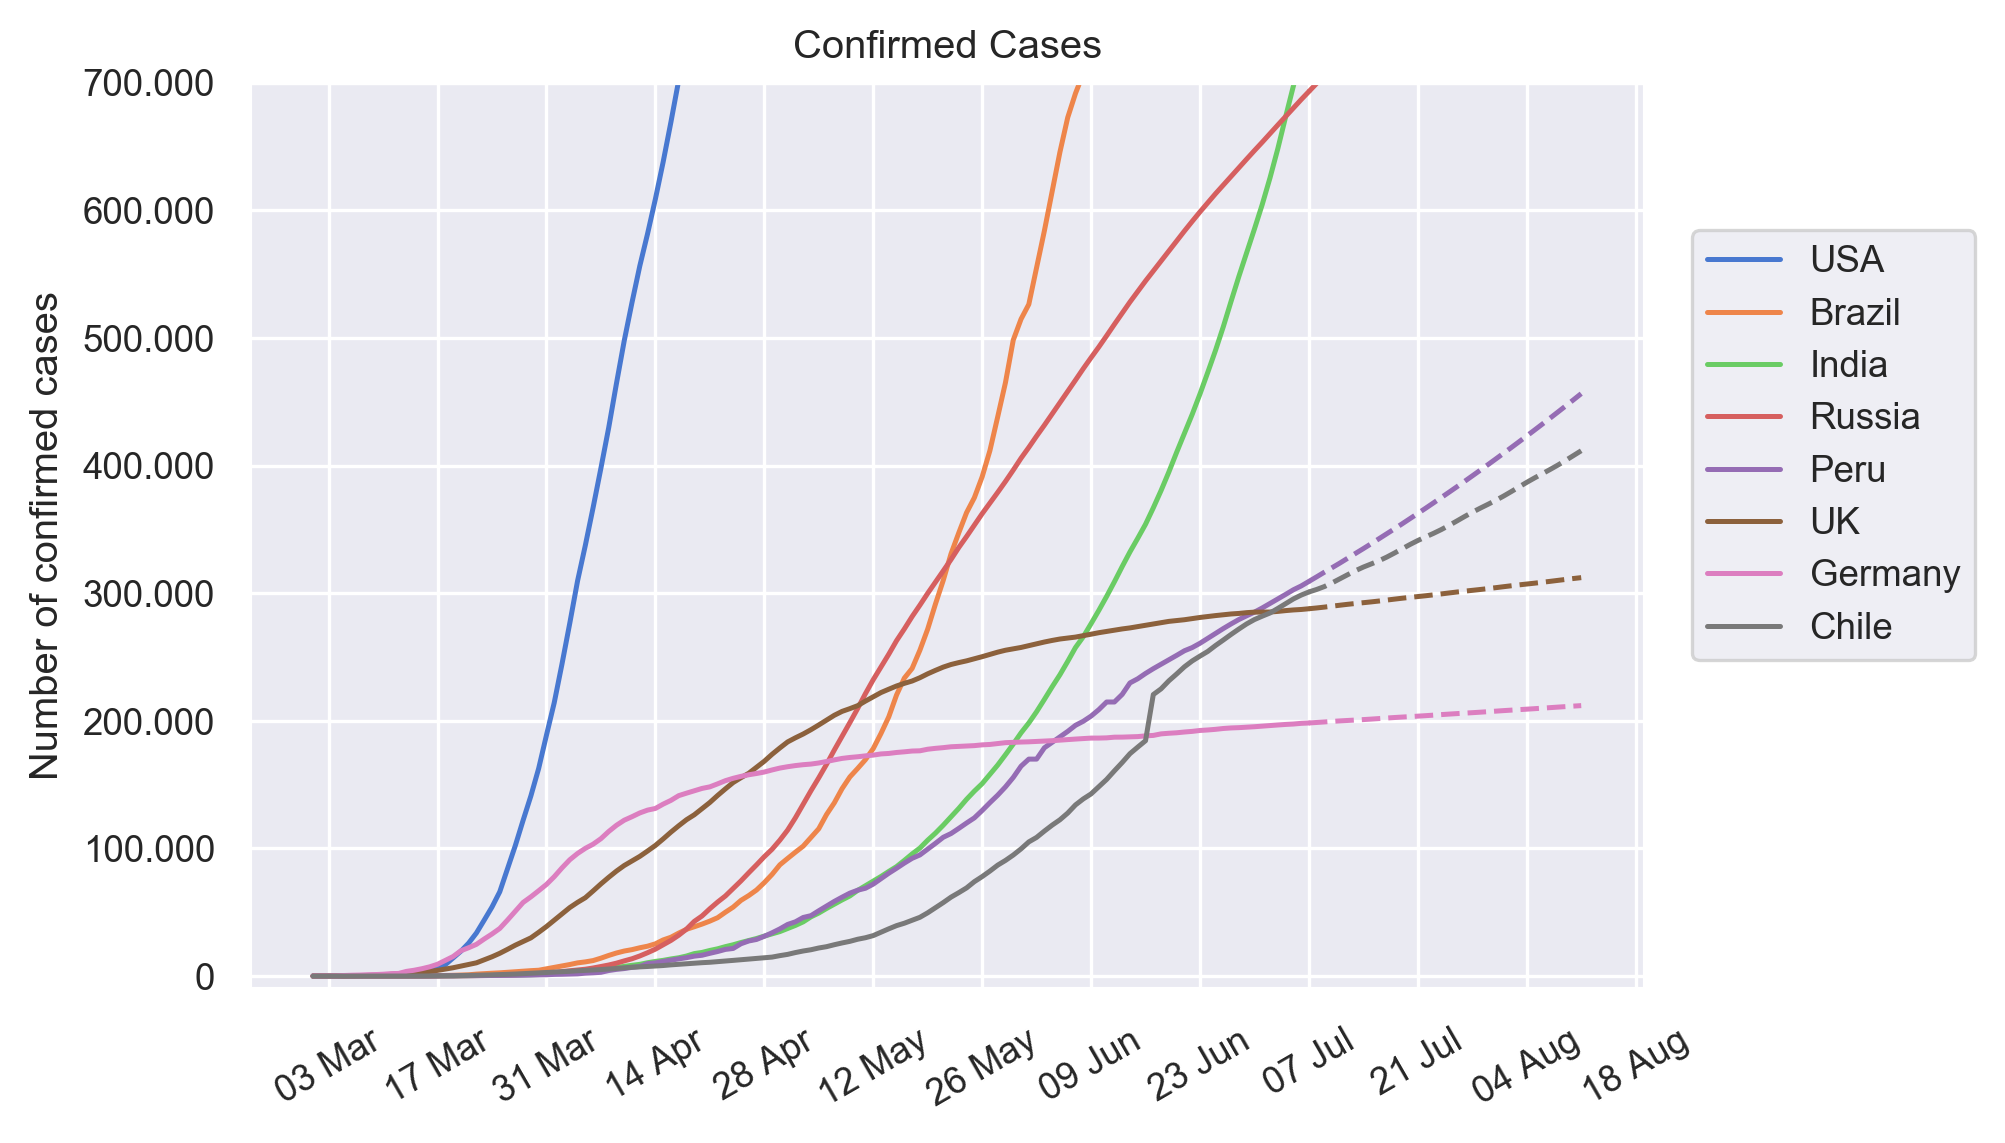 Confirmed Cases
Number of confirmed cases
700.000
600.000
500.000
400.000
300.000
200.000
100.000
0
03 Mar
17 Mar
31 Mar
14 Apr
28 Apr
12 May
26 May
09 Jun
23 Jun
07 Jul
21 Jul
04 Aug
18 Aug
USA
Brazil
India
Russia
Peru
UK
Germany
Chile